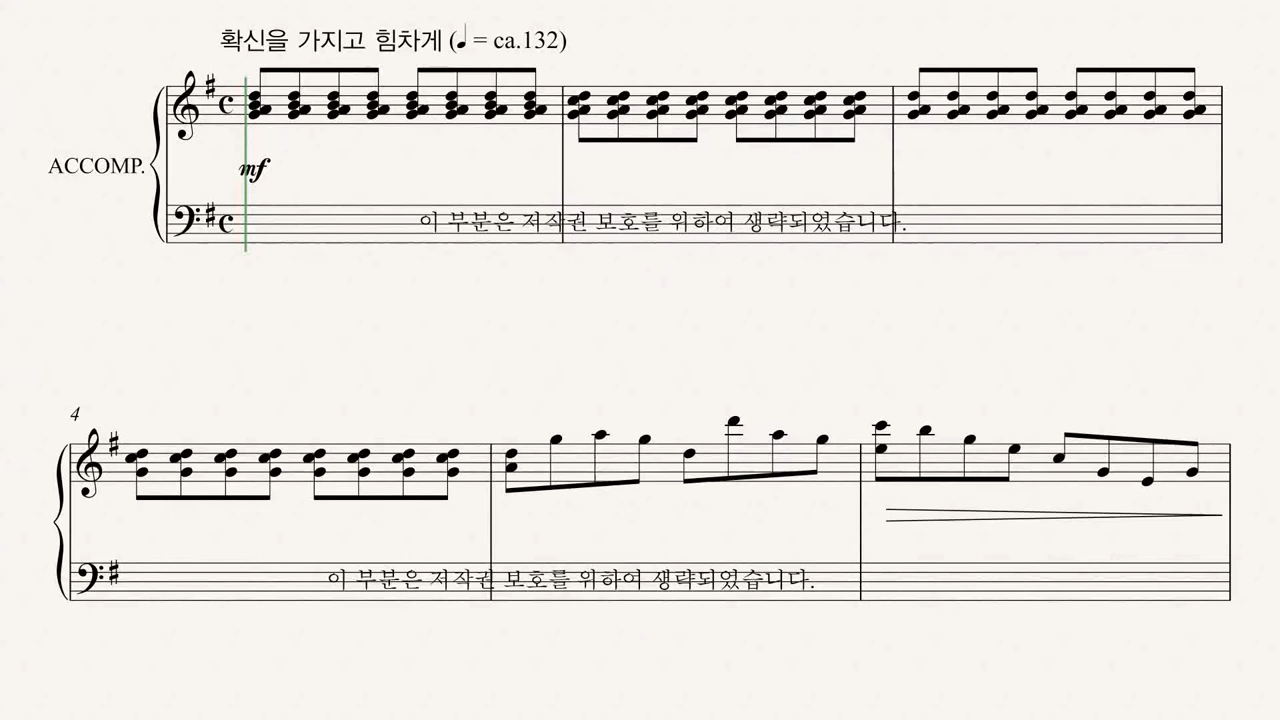 확신을 가지고 힘차게 (♩ = ca.132)
ACCOMP.
mf
이 부분은 저작권 보호를 위하여 생략되었습니다.
4
이 부분은 저작권 보호를 위하여 생략되었습니다.